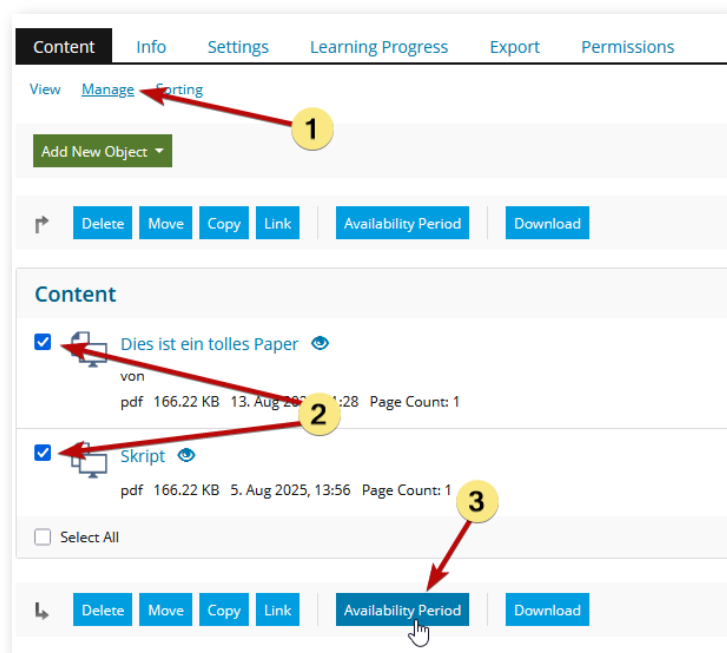 Content Info Settings Learning Progress Export Permissions
View Manage Sorting
1
Add New Object
Delete Move Copy Link Availability Period Download
Content
Dies ist ein tolles Paper
von
pdf 166.22 KB 13. Aug :28 Page Count: 1
2
Skript
pdf 166.22 KB 5. Aug 2025, 13:56 Page Count: 1
3
Select All
Delete Move Copy Link Availability Period Download